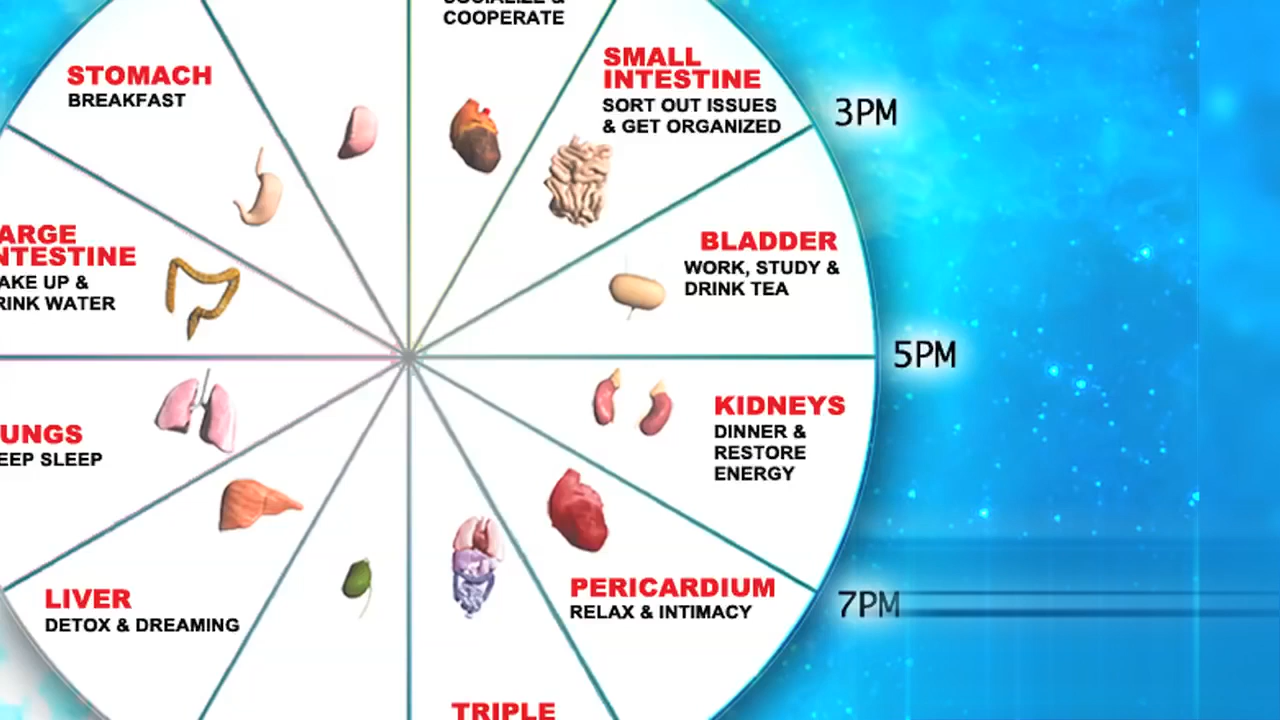 COOPERATE
STOMACH
BREAKFAST
SMALL
INTESTINE
SORT OUT ISSUES
& GET ORGANIZED
3PM
ARGE
NTESTINE
AKE UP &
RINK WATER
BLADDER
WORK, STUDY &
DRINK TEA
5PM
UNGS
EEP SLEEP
KIDNEYS
DINNER &
RESTORE
ENERGY
LIVER
DETOX & DREAMING
PERICARDIUM
RELAX & INTIMACY
7PM
TRIPLE